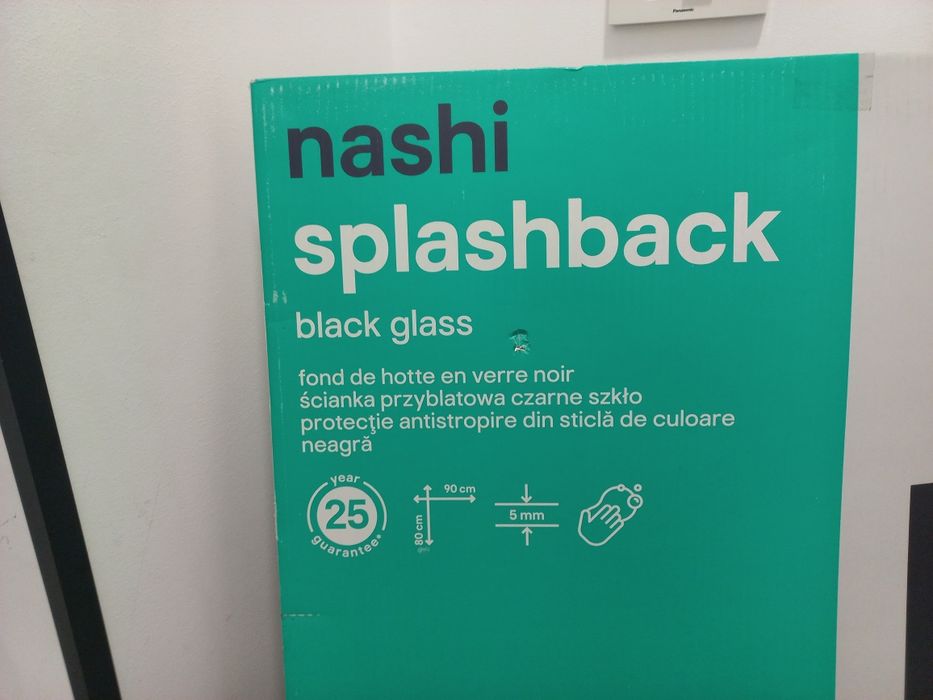 Panasonic
nashi
splashback
black glass
fond de hotte en verre noir
ścianka przyblatowa czarne szkło
protecţie antistropire din sticlă de culoare
neagră
year
25
guarantee*
90 cm
80 cm
5 mm